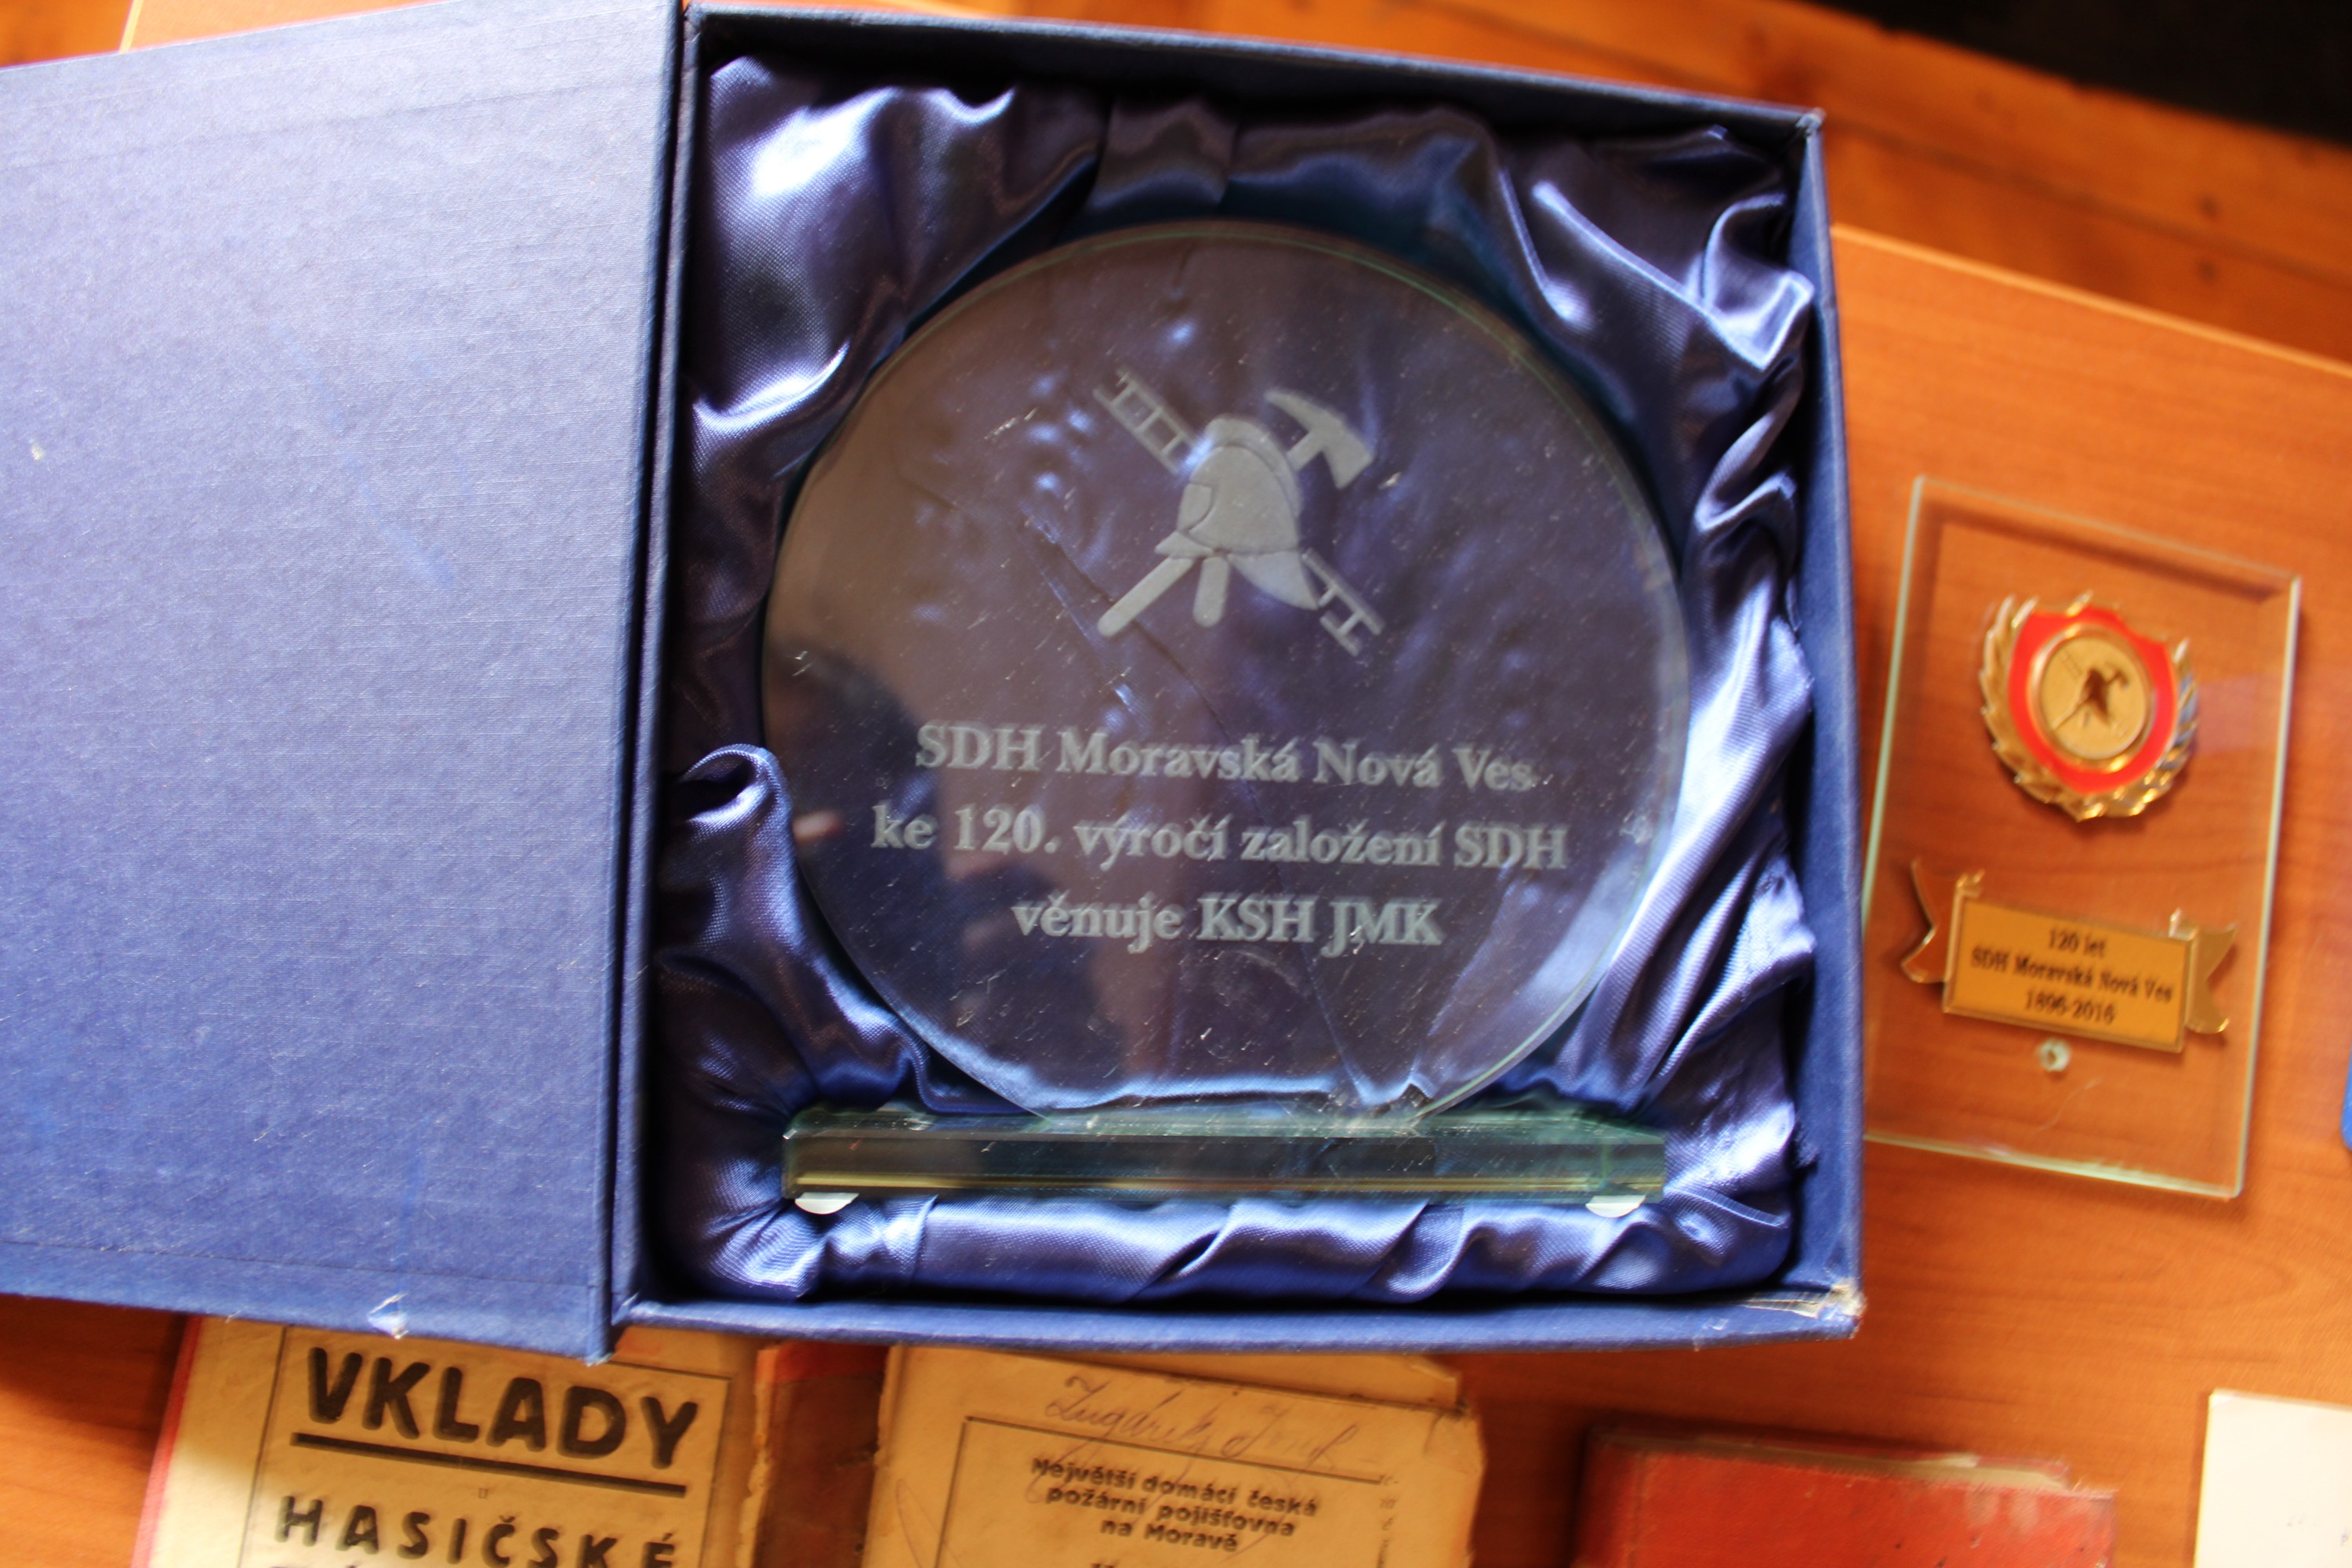 SDH Moravská Nová Ves
ke 120. výročí založení SDH
věnuje KSH JMK
120 let
SDH Moravská Nová Ves
1896-2016
VKLADY
HASIČSKÉ
Největší domácí česká
požární pojišťovna
na Moravě